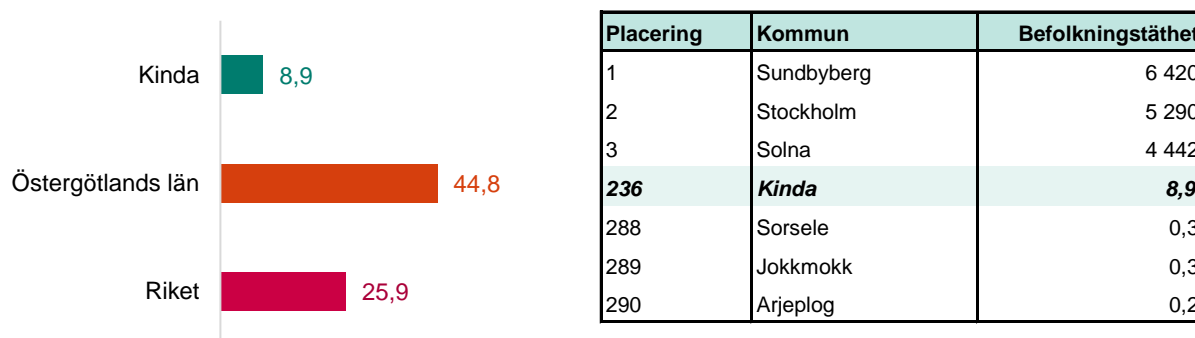 Kinda 8,9
Östergötlands län 44,8
Riket 25,9
Placering Kommun Befolkningstäthet
1 Sundbyberg 6 420
2 Stockholm 5 290
3 Solna 4 442
236 Kinda 8,9
288 Sorsele 0,3
289 Jokkmokk 0,3
290 Arjeplog 0,2